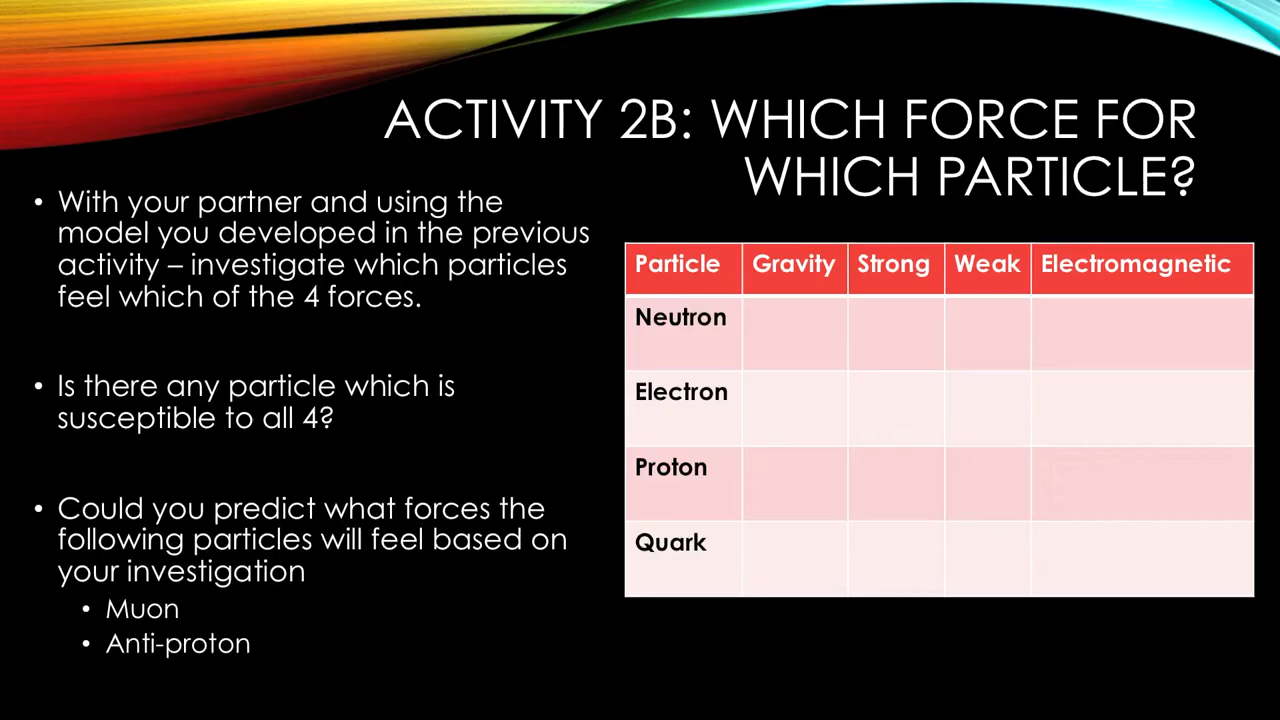 ACTIVITY 2B: WHICH FORCE FOR
WHICH PARTICLE?
• With your partner and using the
model you developed in the previous
activity – investigate which particles
feel which of the 4 forces.
• Is there any particle which is
susceptible to all 4?
• Could you predict what forces the
following particles will feel based on
your investigation
• Muon
• Anti-proton
Particle Gravity Strong Weak Electromagnetic
Neutron
Electron
Proton
Quark